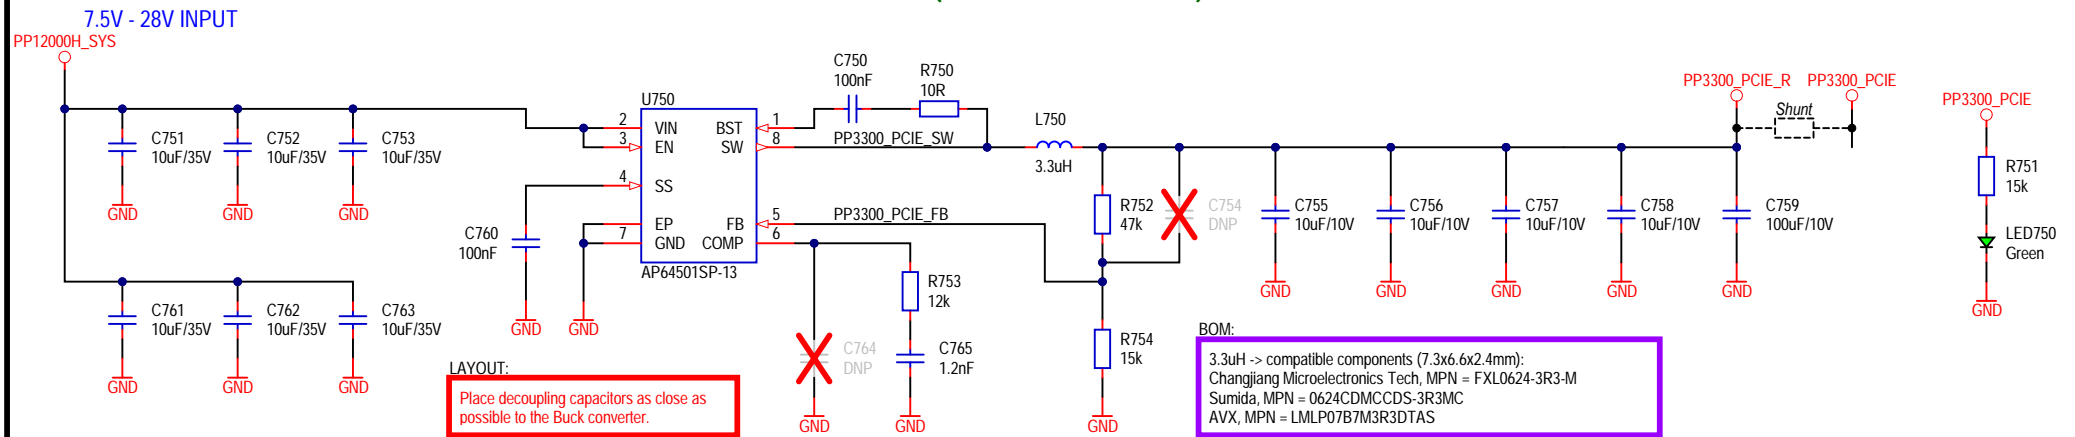 7.5V - 28V INPUT
PP12000H_SYS
C751
10uF/35V
C752
10uF/35V
C753
10uF/35V
GND
GND
GND
C761
10uF/35V
C762
10uF/35V
C763
10uF/35V
GND
GND
GND
C760
100nF
GND
GND
U750
2 VIN
3 EN
4 SS
EP
7 GND
BST 1
SW 8
FB 5
COMP 6
AP64501SP-13
C750
100nF
R750
10R
PP3300_PCIE_SW
PP3300_PCIE_FB
L750
3.3uH
R752
47k
C754
DNP
R753
12k
C764
DNP
C765
1.2nF
GND
GND
R754
15k
GND
C755
10uF/10V
C756
10uF/10V
C757
10uF/10V
C758
10uF/10V
C759
100uF/10V
GND
GND
GND
GND
GND
PP3300_PCIE_R
PP3300_PCIE
Shunt
PP3300_PCIE
R751
15k
LED750
Green
GND
LAYOUT:
Place decoupling capacitors as close as
possible to the Buck converter.
BOM:
3.3uH -> compatible components (7.3x6.6x2.4mm):
Changjiang Microelectronics Tech, MPN = FXL0624-3R3-M
Sumida, MPN = 0624CDMCCDS-3R3MC
AVX, MPN = LMLP07B7M3R3DTAS